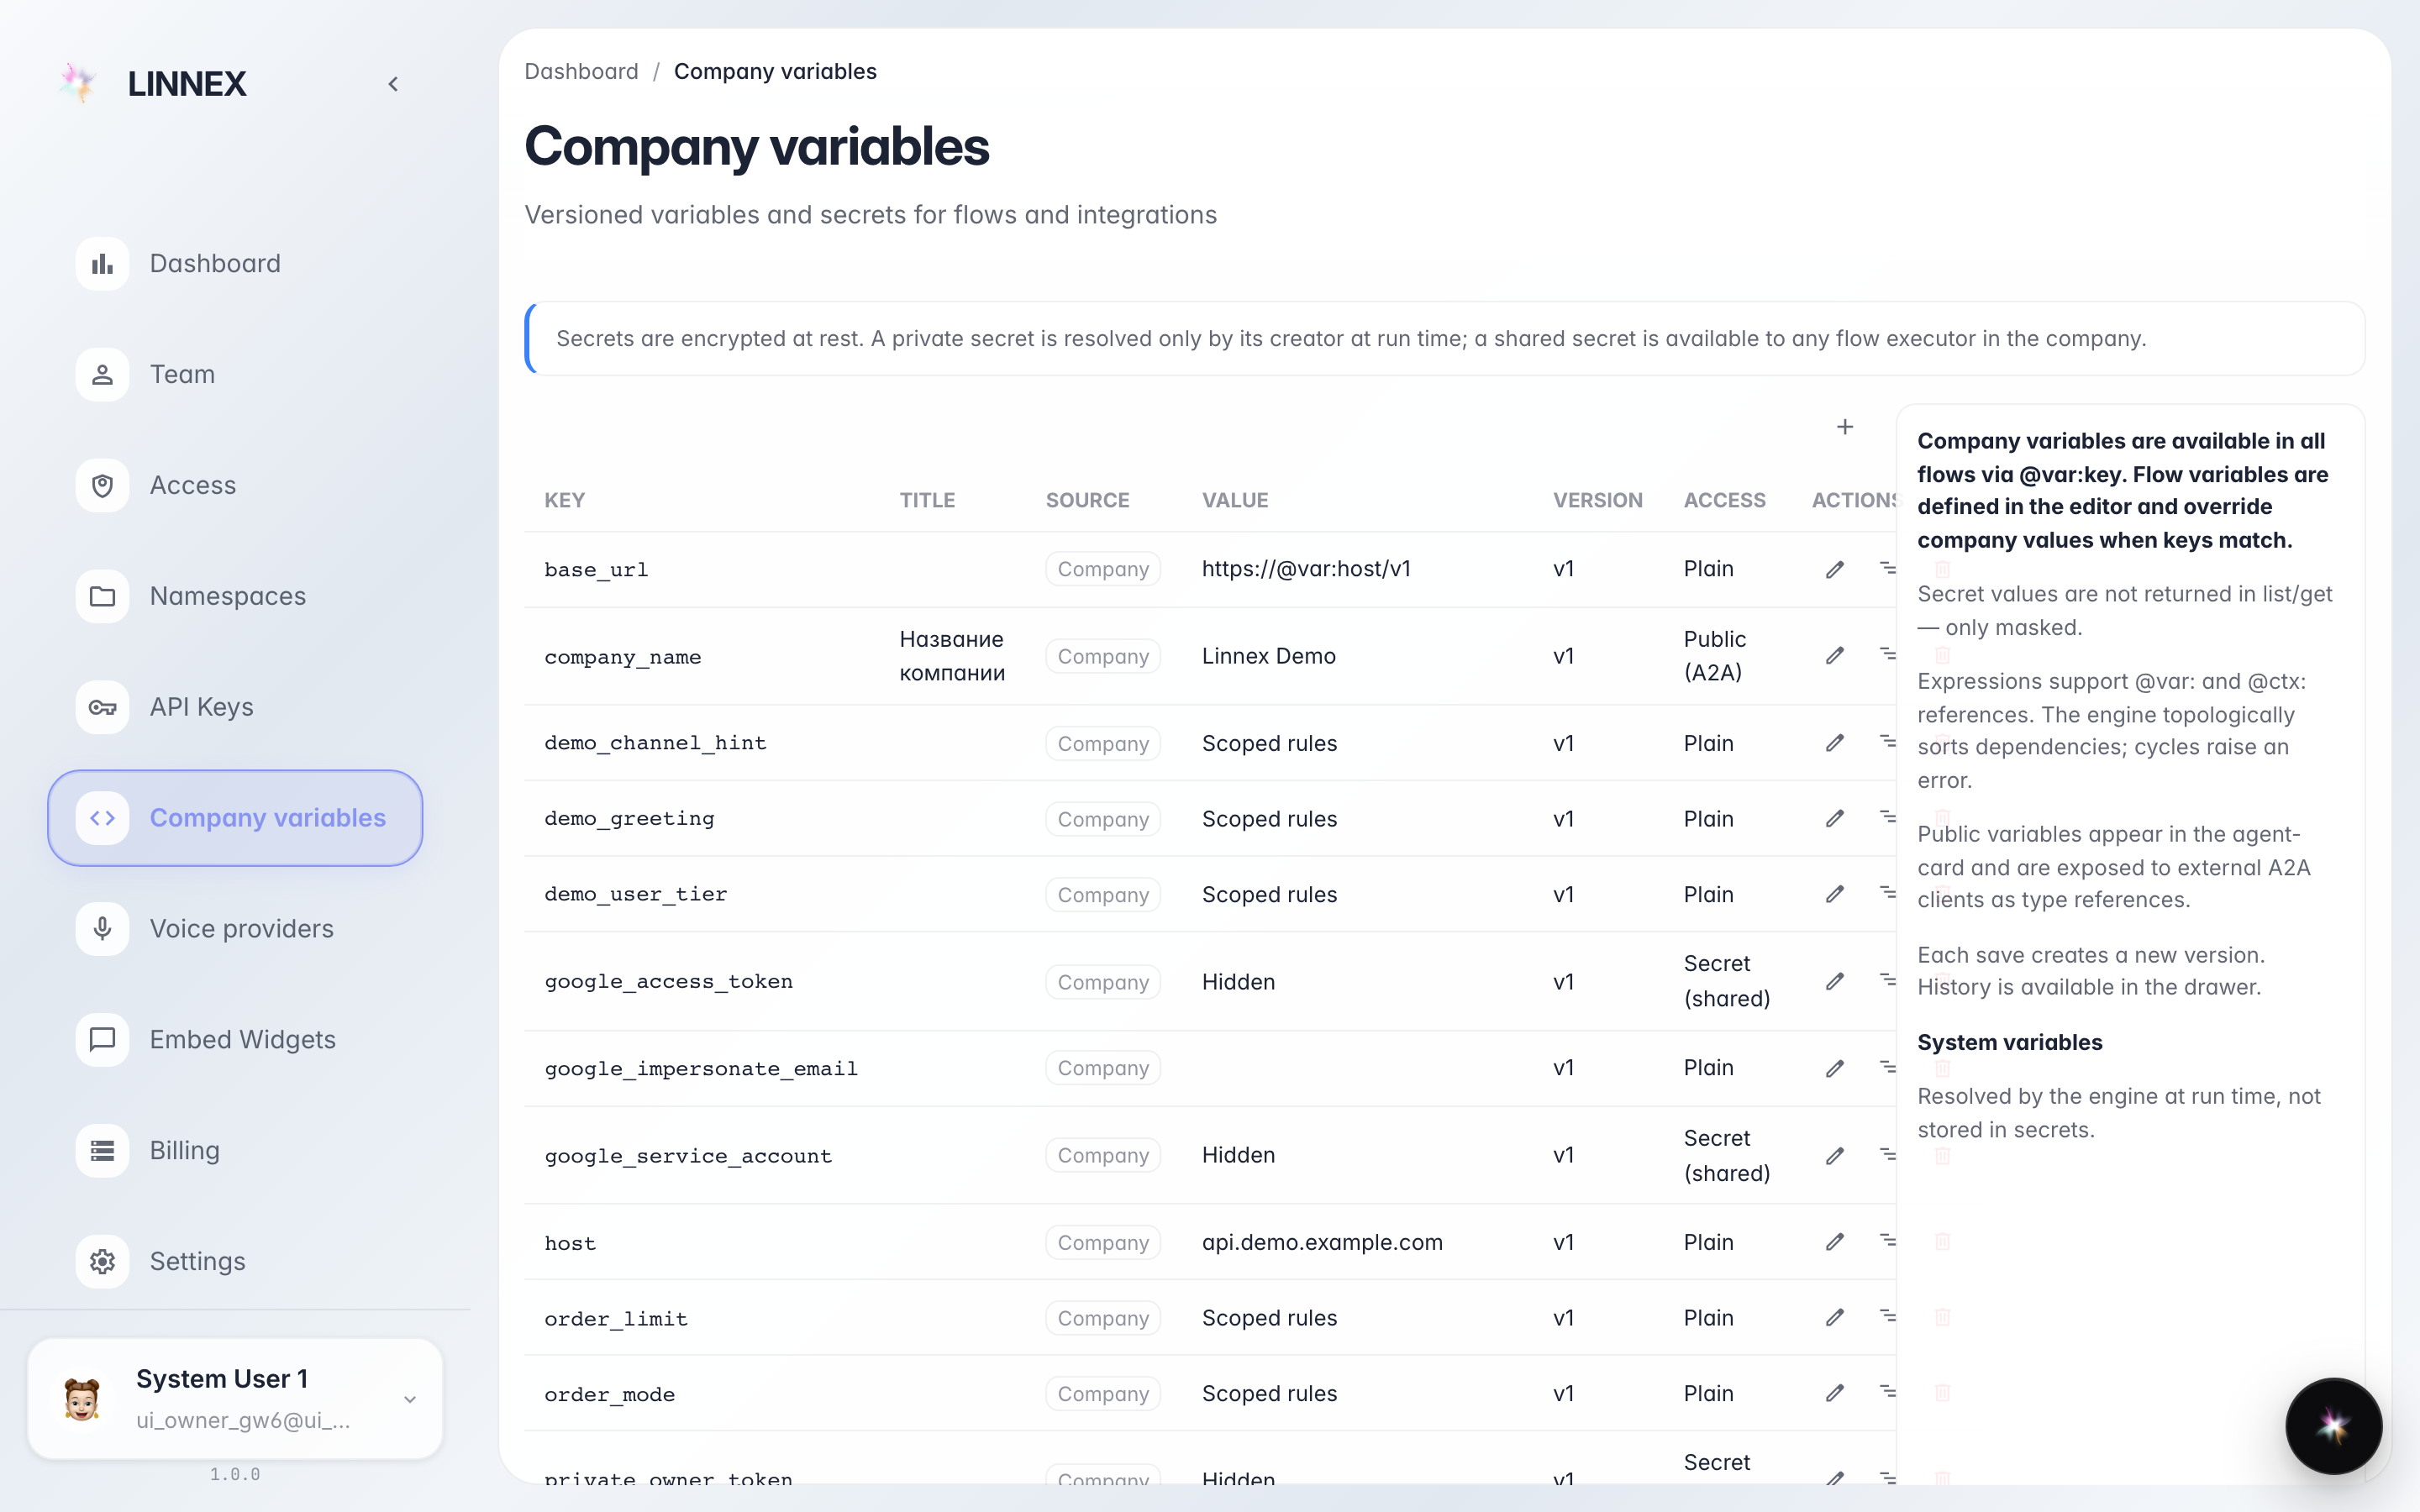 LINNEX
Dashboard
Team
Access
Namespaces
API Keys
Company variables
Voice providers
Embed Widgets
Billing
Settings
System User 1
ui_owner_gw6@ui_...
1.0.0
Dashboard / Company variables
Company variables
Versioned variables and secrets for flows and integrations
Secrets are encrypted at rest. A private secret is resolved only by its creator at run time; a shared secret is available to any flow executor in the company.
KEY TITLE SOURCE VALUE VERSION ACCESS ACTIONS
base_url Company https://@var:host/v1 v1 Plain
company_name Название компании Company Linnex Demo v1 Public (A2A)
demo_channel_hint Company Scoped rules v1 Plain
demo_greeting Company Scoped rules v1 Plain
demo_user_tier Company Scoped rules v1 Plain
google_access_token Company Hidden v1 Secret (shared)
google_impersonate_email Company v1 Plain
google_service_account Company Hidden v1 Secret (shared)
host Company api.demo.example.com v1 Plain
order_limit Company Scoped rules v1 Plain
order_mode Company Scoped rules v1 Plain
private_owner_token Company Hidden v1 Secret
Company variables are available in all
flows via @var:key. Flow variables are
defined in the editor and override
company values when keys match.
Secret values are not returned in list/get
— only masked.
Expressions support @var: and @ctx:
references. The engine topologically
sorts dependencies; cycles raise an
error.
Public variables appear in the agent-
card and are exposed to external A2A
clients as type references.
Each save creates a new version.
History is available in the drawer.
System variables
Resolved by the engine at run time, not
stored in secrets.